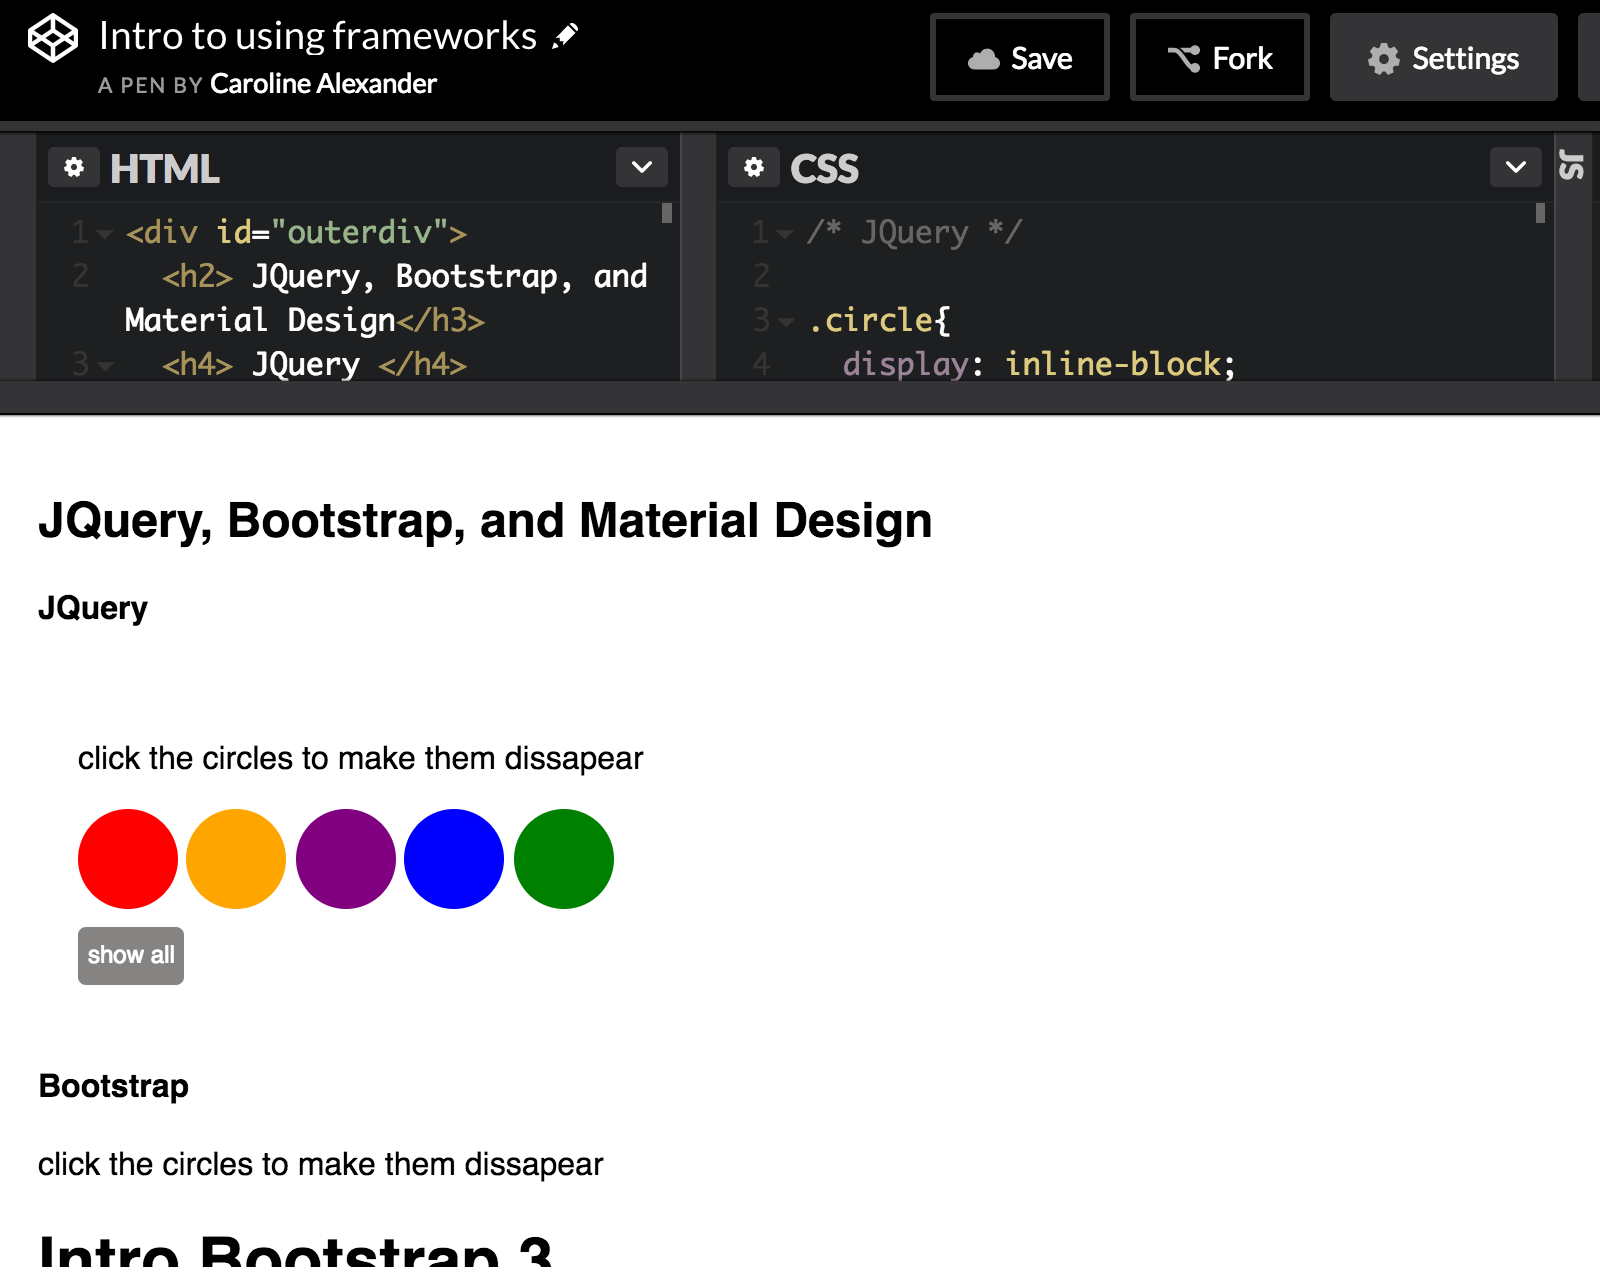 Intro to using frameworks
A PEN BY Caroline Alexander
Save
Fork
Settings
HTML
CSS
JS
1 <div id="outerdiv">
2 <h2> JQuery, Bootstrap, and
Material Design</h3>
3 <h4> JQuery </h4>
1 /* JQuery */
2
3 .circle{
4 display: inline-block;
JQuery, Bootstrap, and Material Design
JQuery
click the circles to make them dissapear
show all
Bootstrap
click the circles to make them dissapear
Intro Bootstrap 3